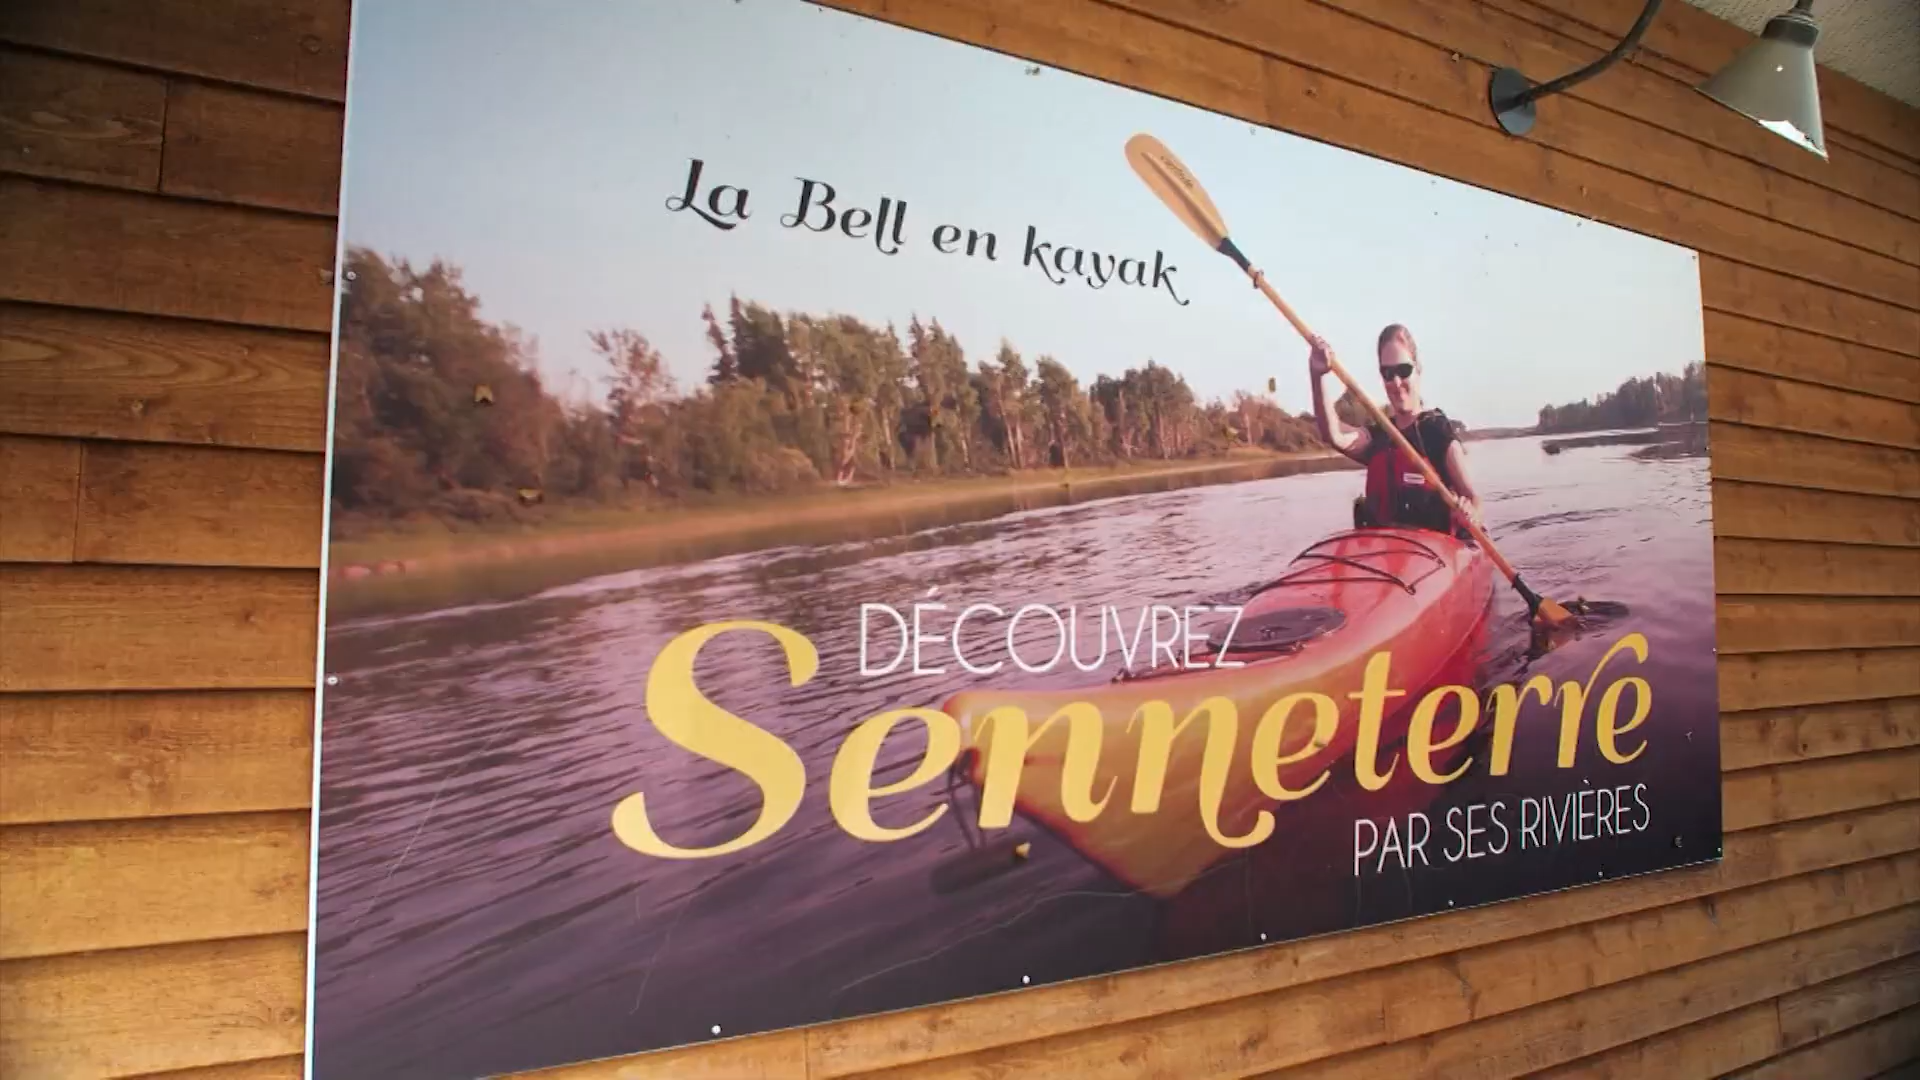 La Bell en kayak
DÉCOUVREZ
Senneterre
PAR SES RIVIÈRES